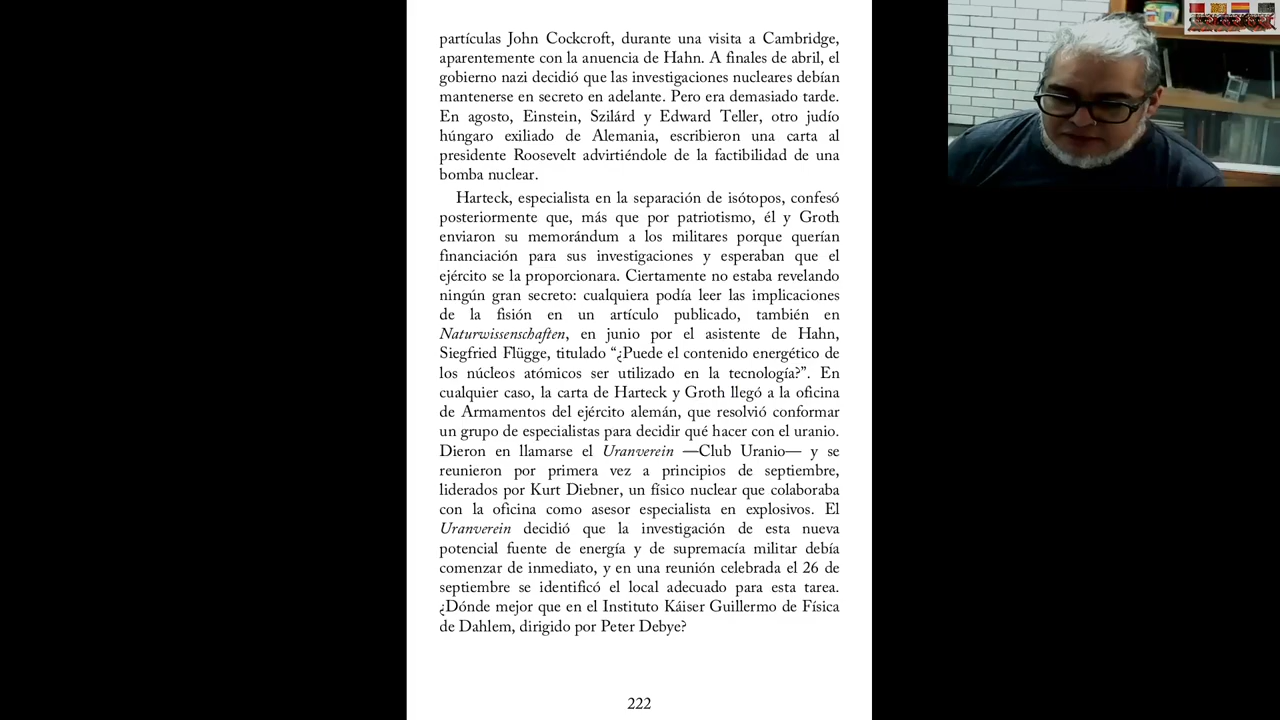 partículas John Cockcroft, durante una visita a Cambridge,
aparentemente con la anuencia de Hahn. A finales de abril, el
gobierno nazi decidió que las investigaciones nucleares debían
mantenerse en secreto en adelante. Pero era demasiado tarde.
En agosto, Einstein, Szilárd y Edward Teller, otro judío
húngaro exiliado de Alemania, escribieron una carta al
presidente Roosevelt advirtiéndole de la factibilidad de una
bomba nuclear.
Harteck, especialista en la separación de isótopos, confesó
posteriormente que, más que por patriotismo, él y Groth
enviaron su memorándum a los militares porque querían
financiación para sus investigaciones y esperaban que el
ejército se la proporcionara. Ciertamente no estaba revelando
ningún gran secreto: cualquiera podía leer las implicaciones
de la fisión en un artículo publicado, también en
Naturwissenschaften, en junio por el asistente de Hahn,
Siegfried Flügge, titulado “¿Puede el contenido energético de
los núcleos atómicos ser utilizado en la tecnología?”. En
cualquier caso, la carta de Harteck y Groth llegó a la oficina
de Armamentos del ejército alemán, que resolvió conformar
un grupo de especialistas para decidir qué hacer con el uranio.
Dieron en llamarse el Uranverein —Club Uranio— y se
reunieron por primera vez a principios de septiembre,
liderados por Kurt Diebner, un físico nuclear que colaboraba
con la oficina como asesor especialista en explosivos. El
Uranverein decidió que la investigación de esta nueva
potencial fuente de energía y de supremacía militar debía
comenzar de inmediato, y en una reunión celebrada el 26 de
septiembre se identificó el local adecuado para esta tarea.
¿Dónde mejor que en el Instituto Káiser Guillermo de Física
de Dahlem, dirigido por Peter Debye?
222